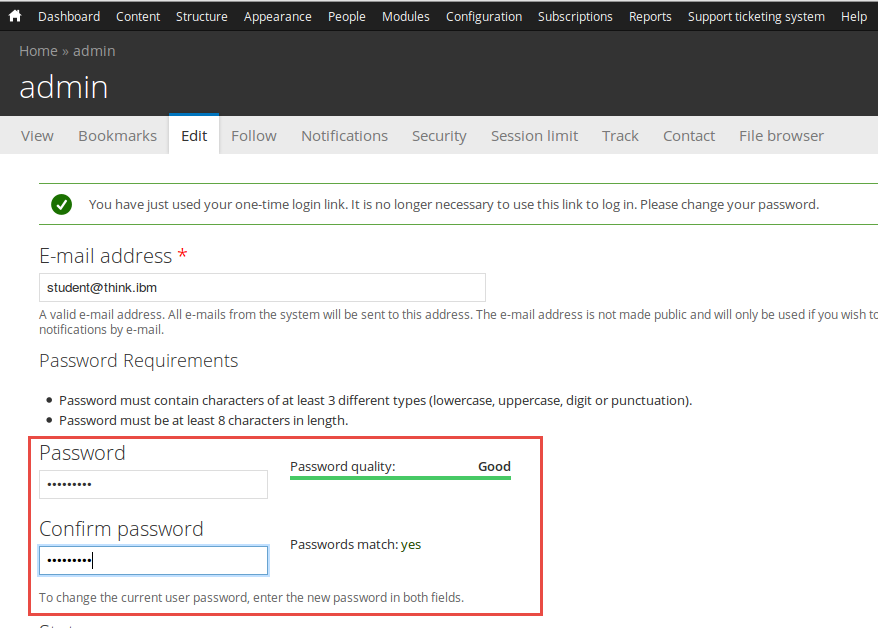 Dashboard Content Structure Appearance People Modules Configuration Subscriptions Reports Support ticketing system Help
Home » admin
admin
View Bookmarks Edit Follow Notifications Security Session limit Track Contact File browser
You have just used your one-time login link. It is no longer necessary to use this link to log in. Please change your password.
E-mail address *
student@think.ibm
A valid e-mail address. All e-mails from the system will be sent to this address. The e-mail address is not made public and will only be used if you wish to
notifications by e-mail.
Password Requirements
• Password must contain characters of at least 3 different types (lowercase, uppercase, digit or punctuation).
• Password must be at least 8 characters in length.
Password
Password quality: Good
•••••••••
Confirm password
Passwords match: yes
•••••••••
To change the current user password, enter the new password in both fields.